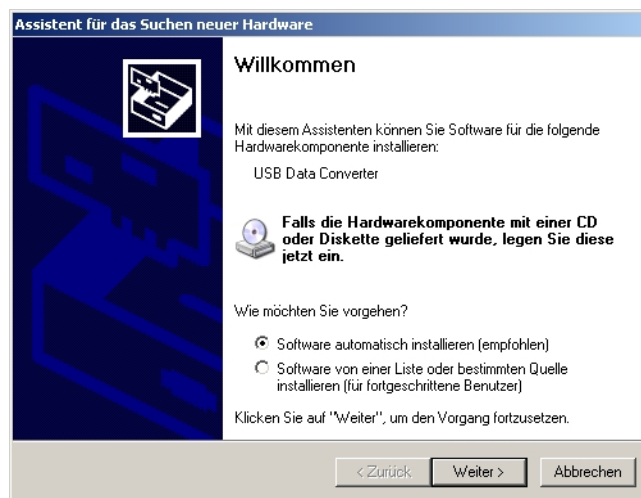 Assistent für das Suchen neuer Hardware
Willkommen
Mit diesem Assistenten können Sie Software für die folgende
Hardwarekomponente installieren:
USB Data Converter
Falls die Hardwarekomponente mit einer CD
oder Diskette geliefert wurde, legen Sie diese
jetzt ein.
Wie möchten Sie vorgehen?
Software automatisch installieren (empfohlen)
Software von einer Liste oder bestimmten Quelle
installieren (für fortgeschrittene Benutzer)
Klicken Sie auf "Weiter", um den Vorgang fortzusetzen.
< Zurück Weiter > Abbrechen